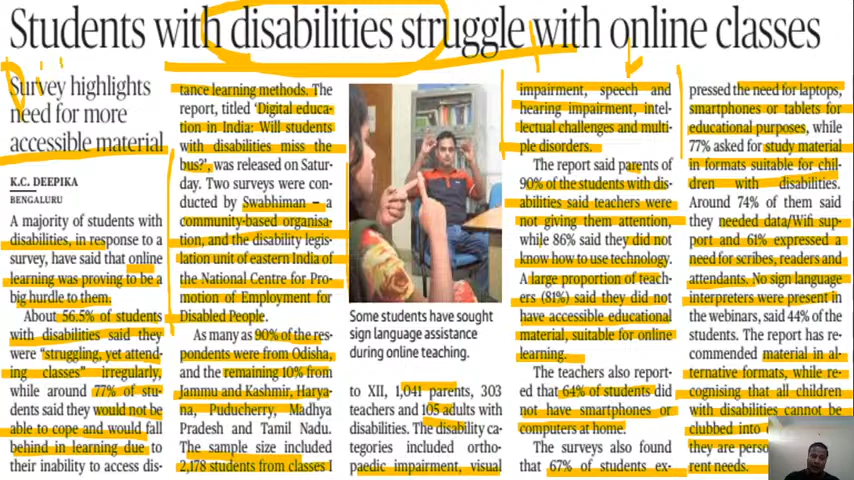 Students with disabilities struggle with online classes
Survey highlights
need for more
accessible material
K.C. DEEPIKA
BENGALURU
A majority of students with
disabilities, in response to a
survey, have said that online
learning was proving to be a
big hurdle to them.
About 56.5% of students
with disabilities said they
were “struggling, yet attend-
ing classes” irregularly,
while around 77% of stu-
dents said they would not be
able to cope and would fall
behind in learning due to
their inability to access dis-
tance learning methods. The
report, titled ‘Digital educa-
tion in India: Will students
with disabilities miss the
bus?’, was released on Satur-
day. Two surveys were con-
ducted by Swabhiman – a
community-based organisa-
tion, and the disability legis-
lation unit of eastern India of
the National Centre for Pro-
motion of Employment for
Disabled People.
As many as 90% of the res-
pondents were from Odisha,
and the remaining 10% from
Jammu and Kashmir, Harya-
na, Puducherry, Madhya
Pradesh and Tamil Nadu.
The sample size included
2,178 students from classes I
Some students have sought
sign language assistance
during online teaching.
to XII, 1,041 parents, 303
teachers and 105 adults with
disabilities. The disability ca-
tegories included ortho-
paedic impairment, visual
impairment, speech and
hearing impairment, intel-
lectual challenges and multi-
ple disorders.
The report said parents of
90% of the students with dis-
abilities said teachers were
not giving them attention,
while 86% said they did not
know how to use technology.
A large proportion of teach-
ers (81%) said they did not
have accessible educational
material, suitable for online
learning.
The teachers also report-
ed that 64% of students did
not have smartphones or
computers at home.
The surveys also found
that 67% of students ex-
pressed the need for laptops,
smartphones or tablets for
educational purposes, while
77% asked for study material
in formats suitable for chil-
dren with disabilities.
Around 74% of them said
they needed data/Wifi sup-
port and 61% expressed a
need for scribes, readers and
attendants. No sign language
interpreters were present in
the webinars, said 44% of the
students. The report has re-
commended material in al-
ternative formats, while re-
cognising that all children
with disabilities cannot be
clubbed into
they are perso
rent needs.